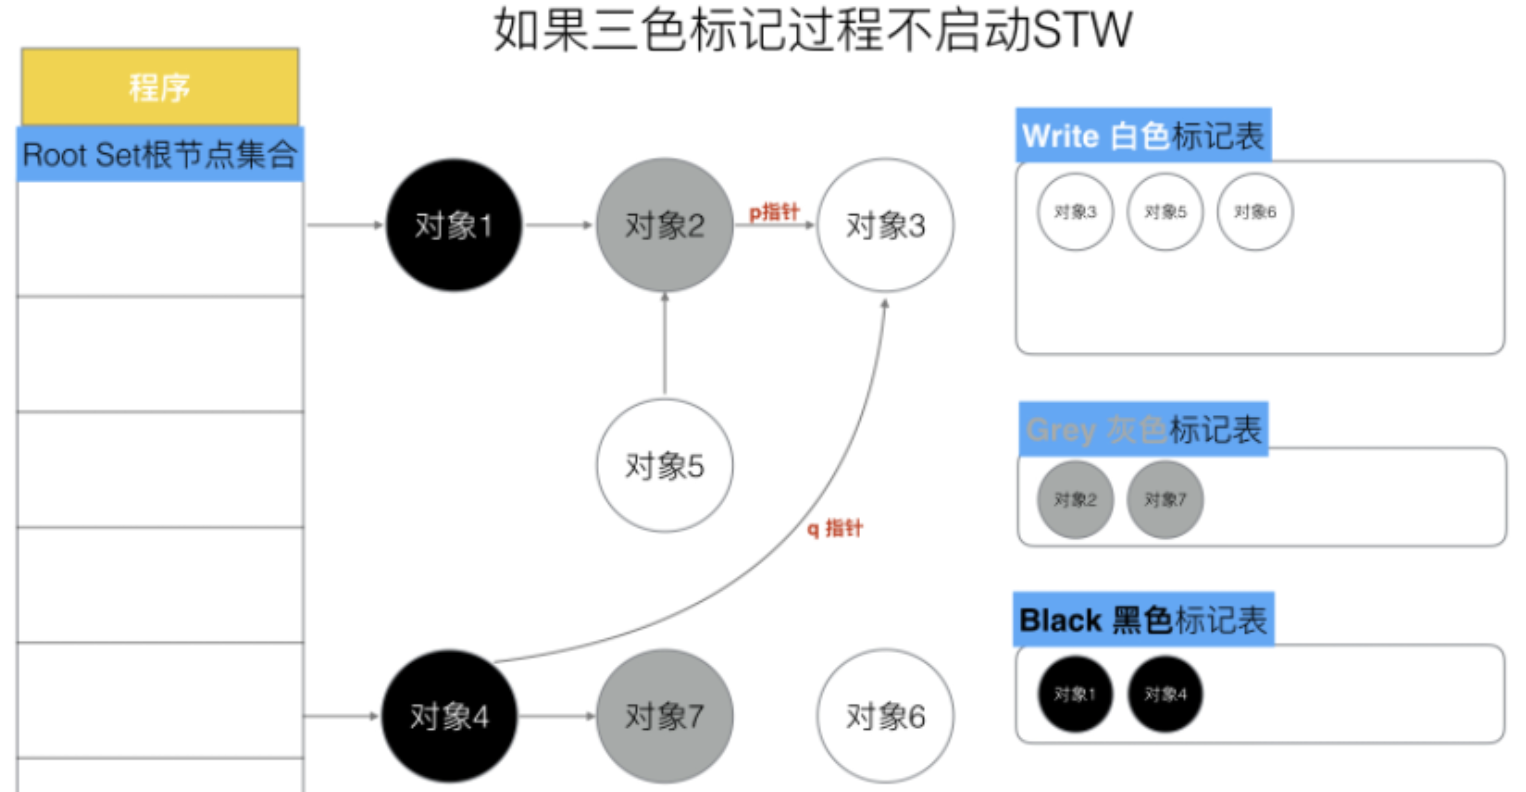 如果三色标记过程不启动STW
程序
Root Set根节点集合
对象1
对象2
p指针
对象3
对象5
q 指针
对象4
对象7
对象6
Write 白色标记表
对象3 对象5 对象6
Grey 灰色标记表
对象2 对象7
Black 黑色标记表
对象1 对象4